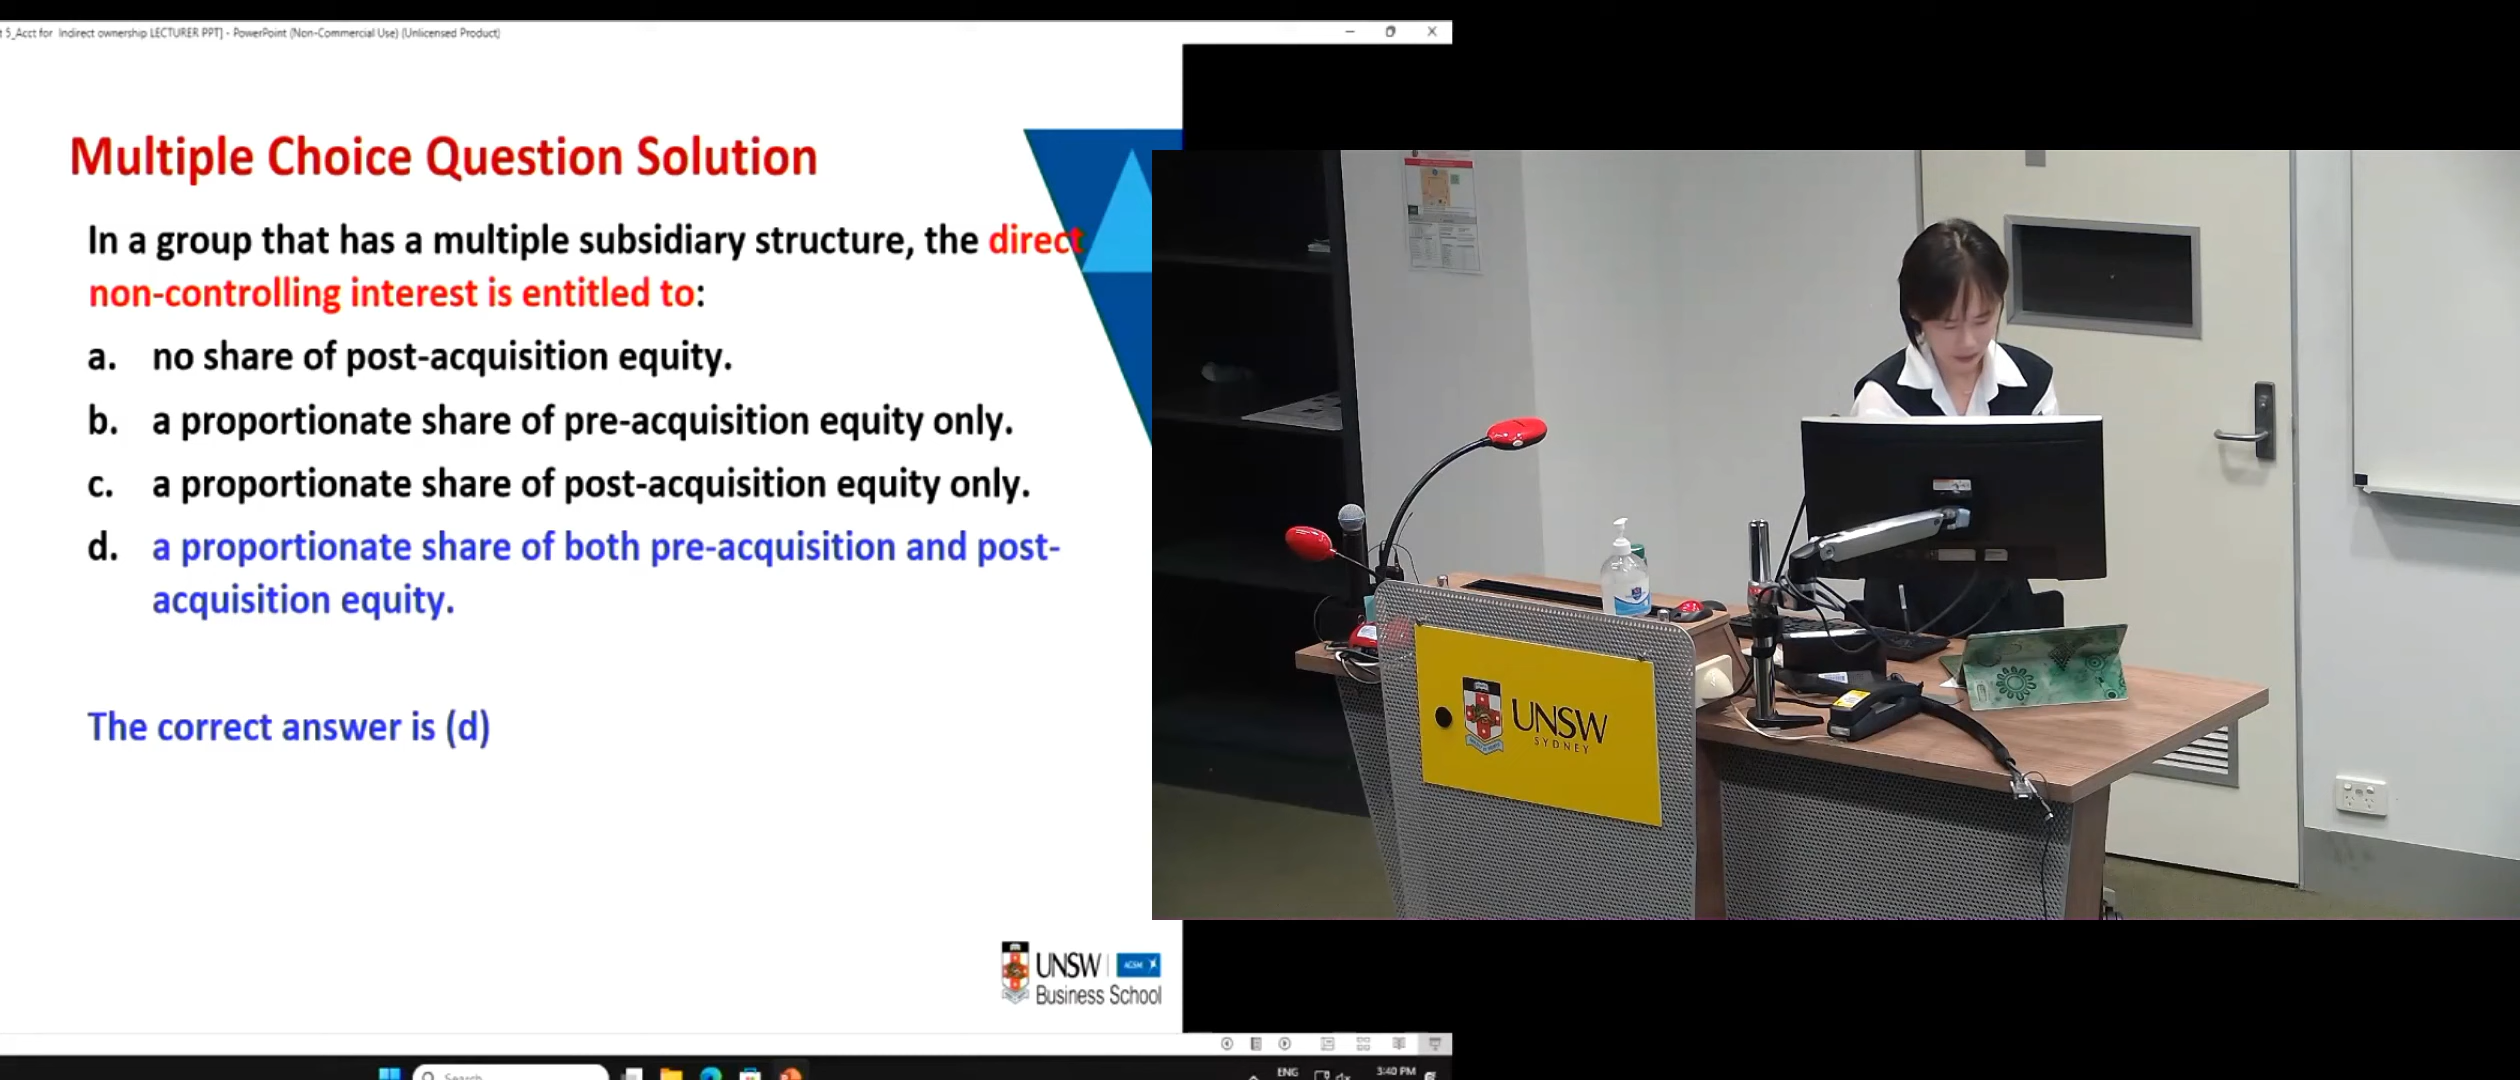 t 5_Acct for Indirect ownership LECTURER PPT] - PowerPoint (Non-Commercial Use) (Unlicensed Product)
Multiple Choice Question Solution
In a group that has a multiple subsidiary structure, the direct
non-controlling interest is entitled to:
a. no share of post-acquisition equity.
b. a proportionate share of pre-acquisition equity only.
c. a proportionate share of post-acquisition equity only.
d. a proportionate share of both pre-acquisition and post-
acquisition equity.
The correct answer is (d)
UNSW
SYDNEY
UNSW
AGSM
Business School
Search
ENG
3:40 PM